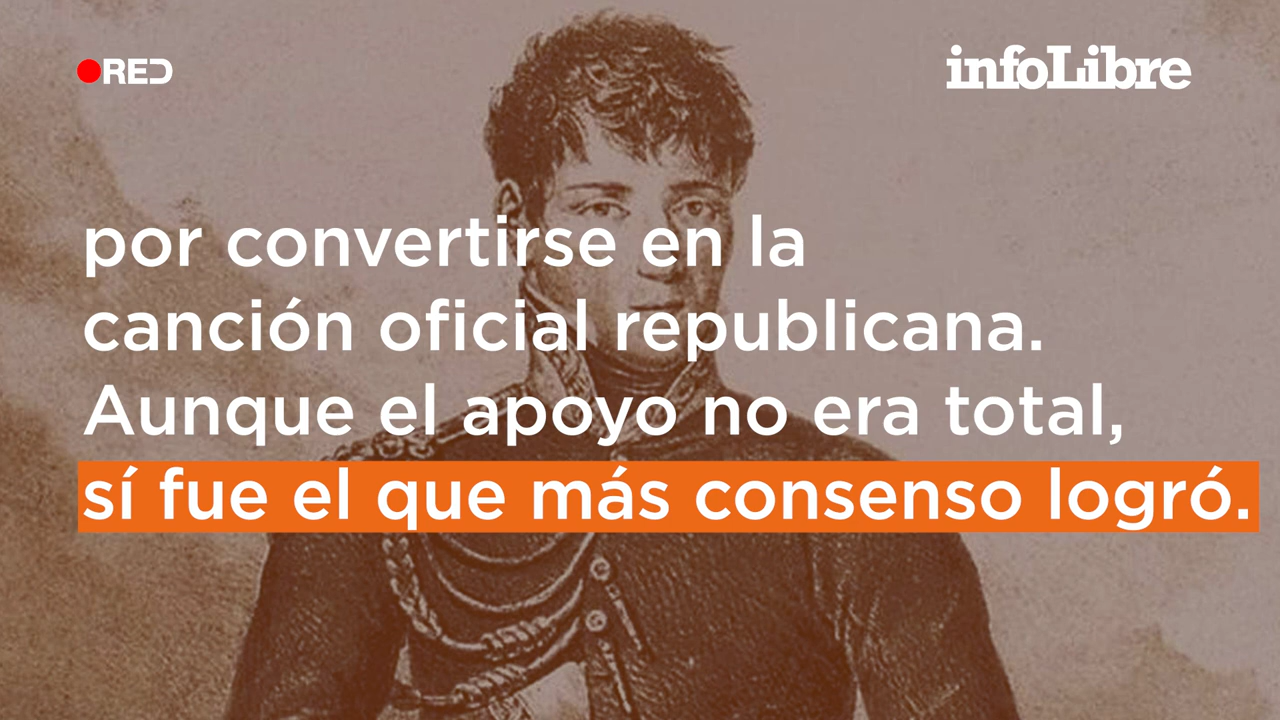 RED
infoLibre
por convertirse en la
canción oficial republicana.
Aunque el apoyo no era total,
sí fue el que más consenso logró.